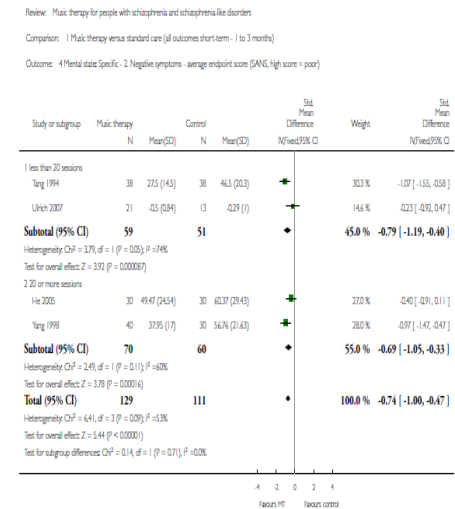 Review: Music therapy for people with schizophrenia and schizophrenia-like disorders
Comparison: 1 Music therapy versus standard care (all outcomes short-term - 1 to 3 months)
Outcome: 4 Mental state: Specific - 2. Negative symptoms - average endpoint score (SANS, high score = poor)
Study or subgroup Music therapy Control Std. Mean Difference Weight Std. Mean Difference
N Mean(SD) N Mean(SD) IV,Fixed,95% CI IV,Fixed,95% CI
1 less than 20 sessions
Tang 1994 38 27.5 (14.5) 38 46.5 (20.3) 30.3 % -1.07 [ -1.55, -0.58 ]
Ulrich 2007 21 -0.5 (0.84) 13 -0.29 (1) 14.6 % -0.23 [ -0.92, 0.47 ]
Subtotal (95% CI) 59 51 45.0 % -0.79 [ -1.19, -0.40 ]
Heterogeneity: Chi² = 3.79, df = 1 (P = 0.05); I² =74%
Test for overall effect: Z = 3.92 (P = 0.000087)
2 20 or more sessions
He 2005 30 49.47 (24.54) 30 60.37 (29.43) 27.0 % -0.40 [ -0.91, 0.11 ]
Yang 1998 40 37.95 (17) 30 56.76 (21.63) 28.0 % -0.97 [ -1.47, -0.47 ]
Subtotal (95% CI) 70 60 55.0 % -0.69 [ -1.05, -0.33 ]
Heterogeneity: Chi² = 2.49, df = 1 (P = 0.11); I² =60%
Test for overall effect: Z = 3.78 (P = 0.00016)
Total (95% CI) 129 111 100.0 % -0.74 [ -1.00, -0.47 ]
Heterogeneity: Chi² = 6.41, df = 3 (P = 0.09); I² =53%
Test for overall effect: Z = 5.44 (P < 0.00001)
Test for subgroup differences: Chi² = 0.14, df = 1 (P = 0.71), I² =0.0%
-4 -2 0 2 4
Favours MT Favours control